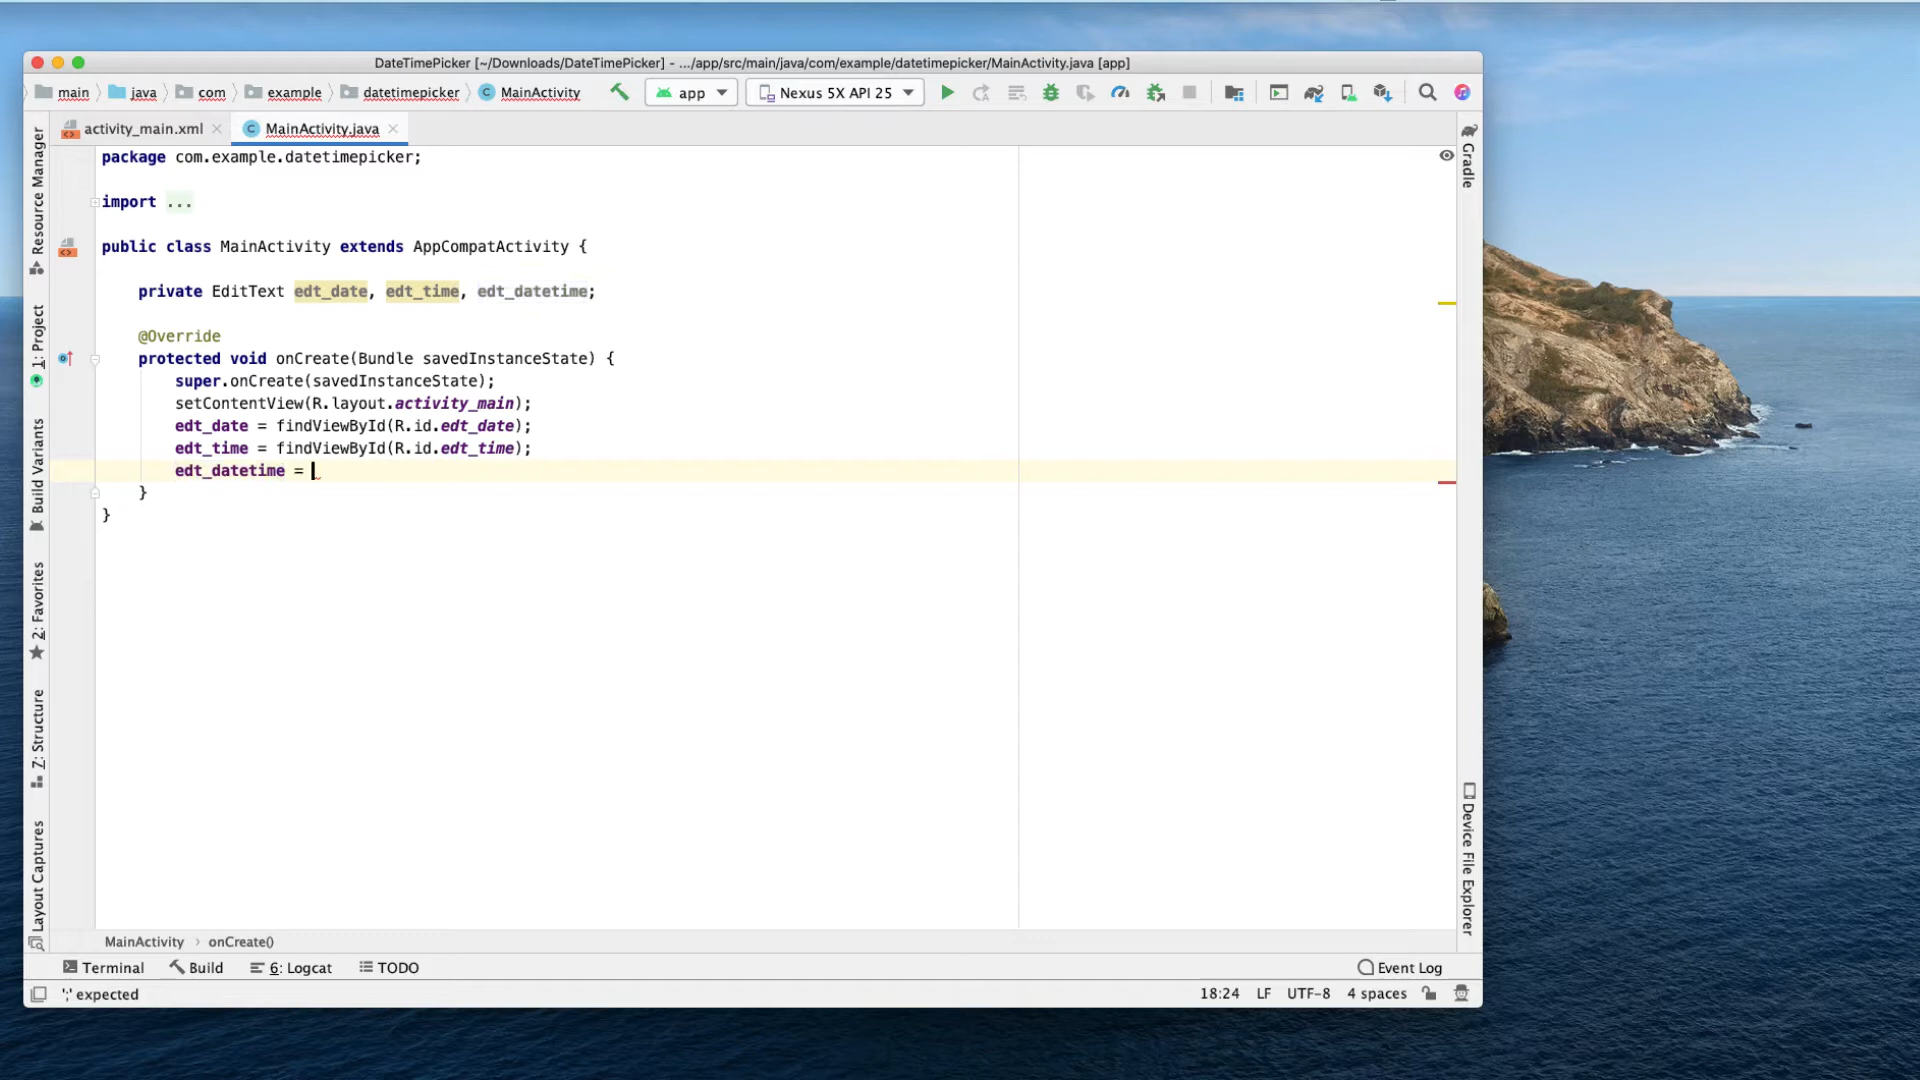 DateTimePicker [~/Downloads/DateTimePicker] - .../app/src/main/java/com/example/datetimepicker/MainActivity.java [app]
main java com example datetimepicker MainActivity app Nexus 5X API 25
activity_main.xml MainActivity.java
package com.example.datetimepicker;
import ...
public class MainActivity extends AppCompatActivity {
private EditText edt_date, edt_time, edt_datetime;
@Override
protected void onCreate(Bundle savedInstanceState) {
super.onCreate(savedInstanceState);
setContentView(R.layout.activity_main);
edt_date = findViewById(R.id.edt_date);
edt_time = findViewById(R.id.edt_time);
edt_datetime =
}
}
Resource Manager
1: Project
Build Variants
2: Favorites
Z: Structure
Layout Captures
Gradle
Device File Explorer
MainActivity › onCreate()
Terminal Build 6: Logcat TODO Event Log
';' expected 18:24 LF UTF-8 4 spaces